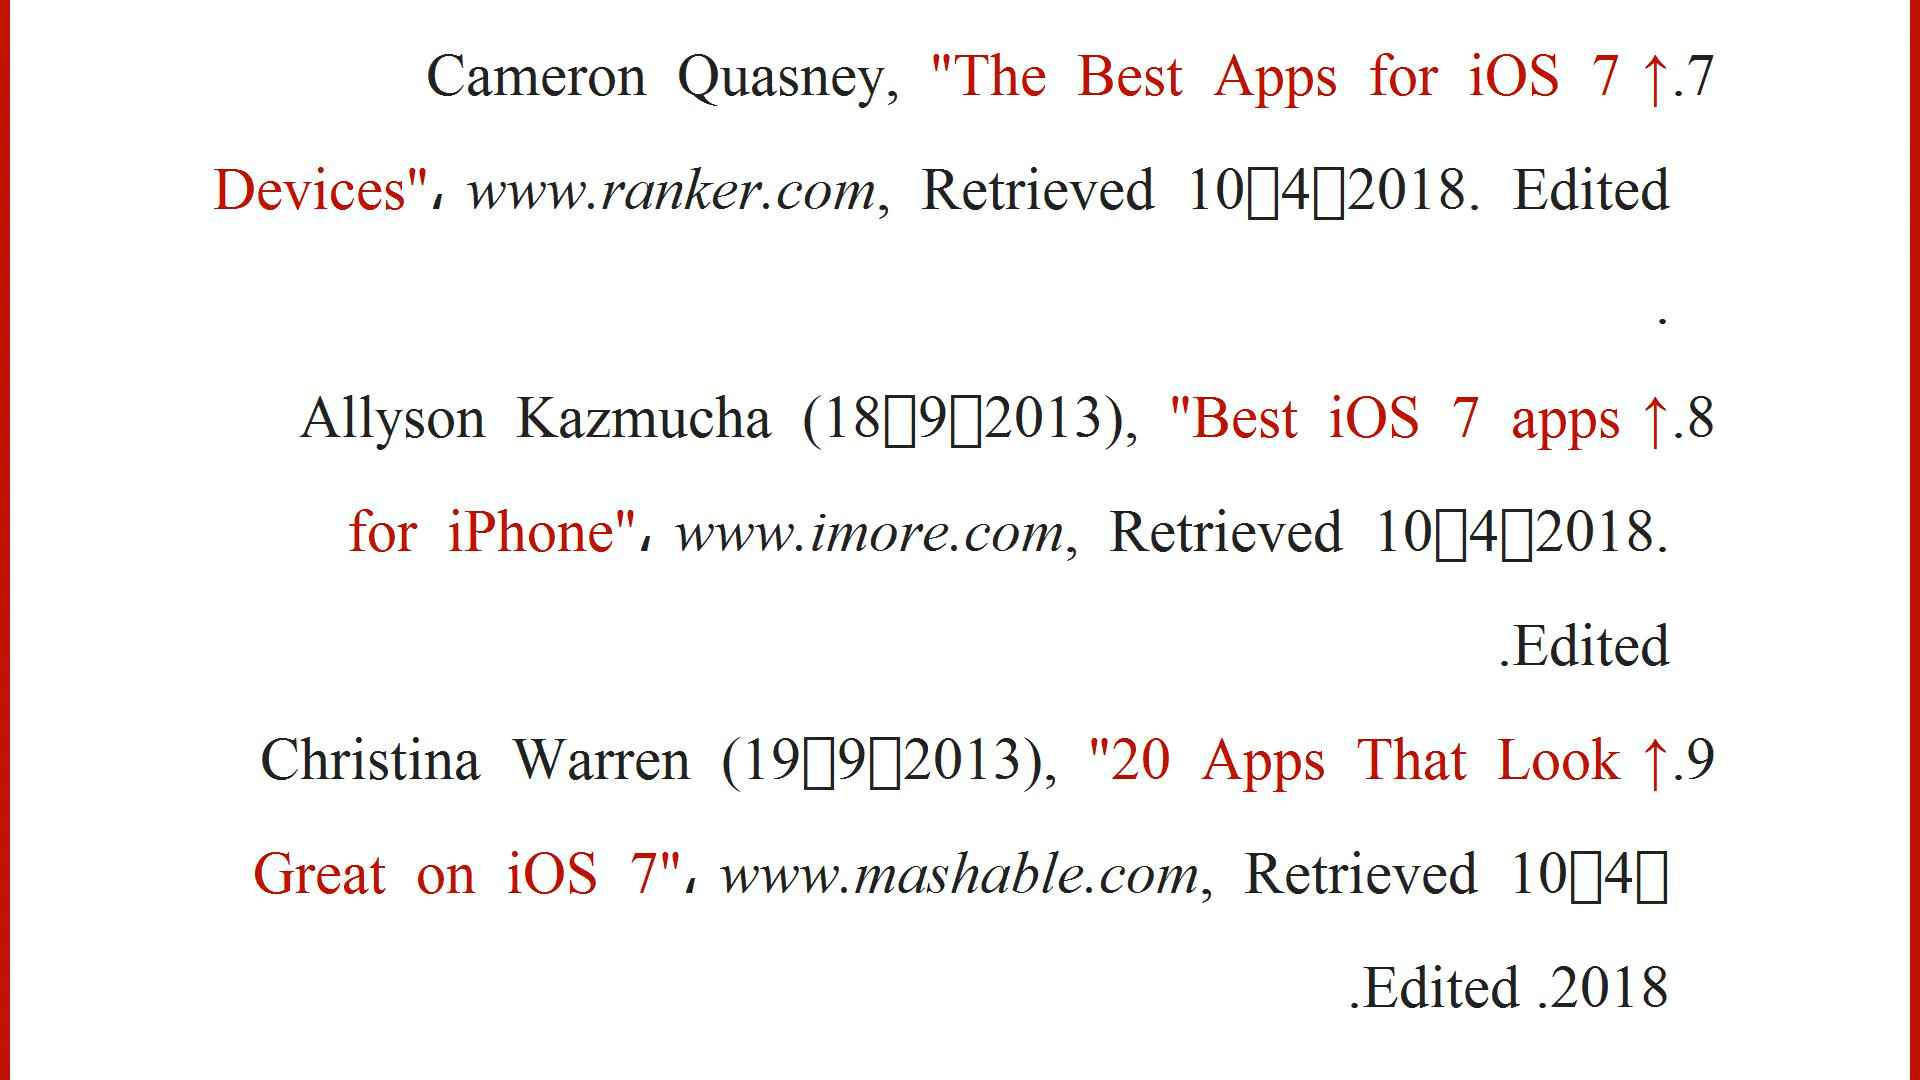 7.↑ Cameron Quasney, "The Best Apps for iOS 7
Devices"، www.ranker.com, Retrieved 10▯4▯2018. Edited
.
8.↑ Allyson Kazmucha (18▯9▯2013), "Best iOS 7 apps
for iPhone"، www.imore.com, Retrieved 10▯4▯2018.
Edited.
9.↑ Christina Warren (19▯9▯2013), "20 Apps That Look
Great on iOS 7"، www.mashable.com, Retrieved 10▯4▯
2018. Edited.